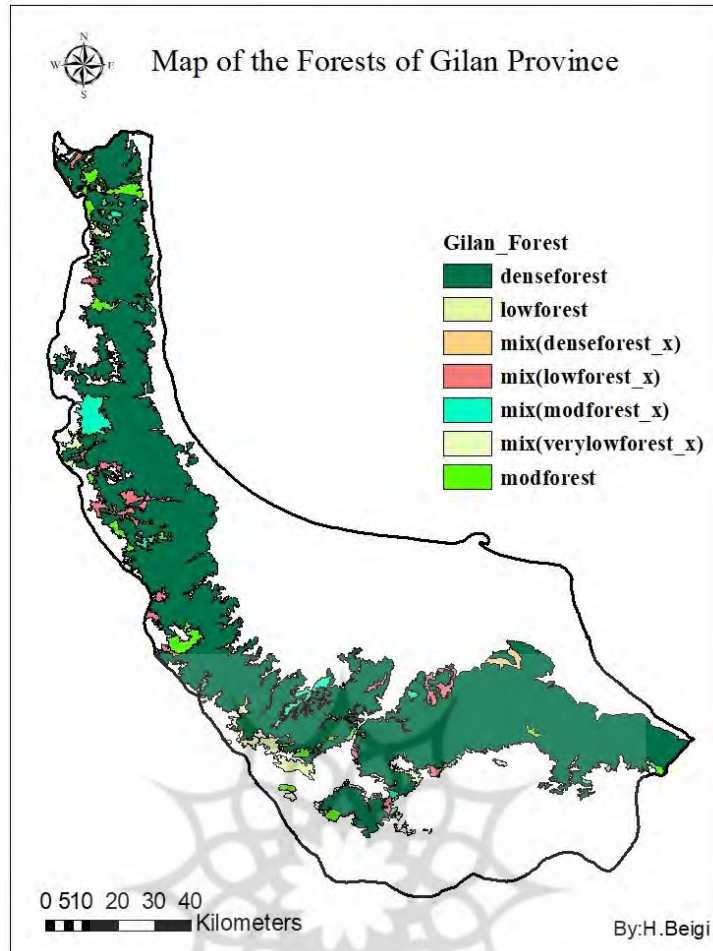 N
W E
S
Map of the Forests of Gilan Province
Gilan_Forest
denseforest
lowforest
mix(denseforest_x)
mix(lowforest_x)
mix(modforest_x)
mix(verylowforest_x)
modforest
0 510 20 30 40
Kilometers
By:H.Beigi